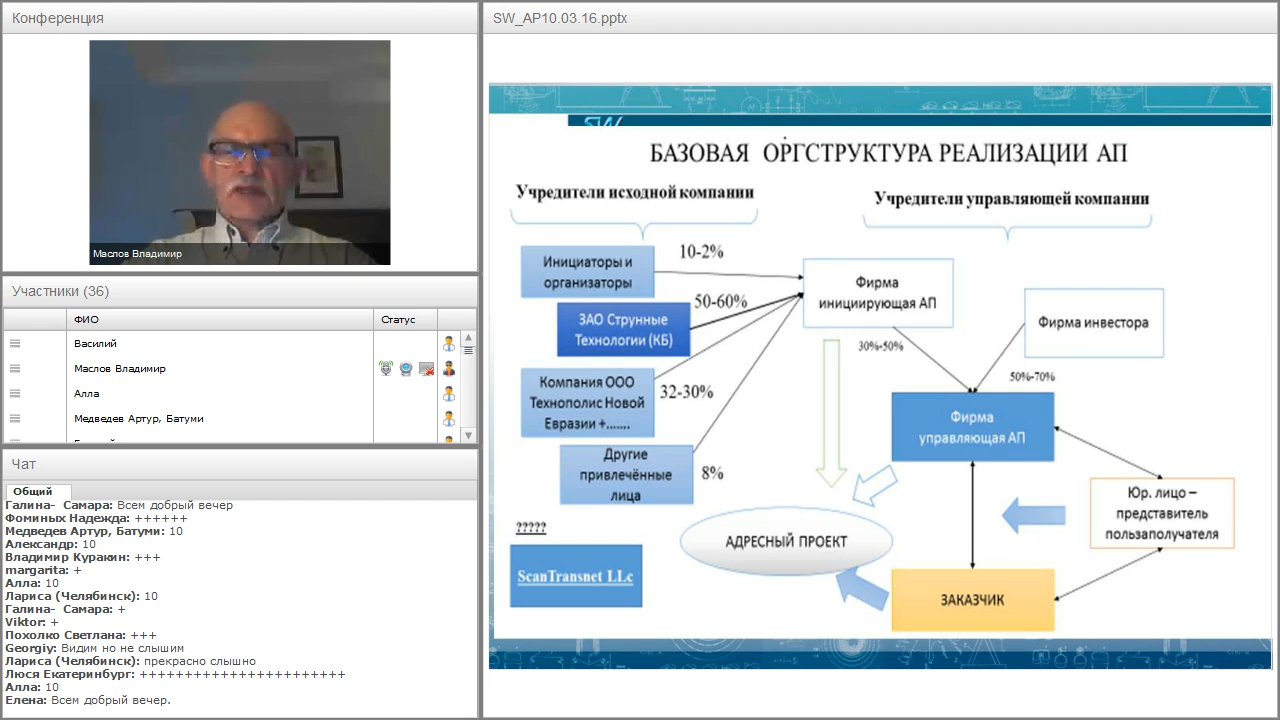 Конференция
Маслов Владимир
Участники (36)
ФИО
Статус
Василий
Маслов Владимир
Алла
Медведев Артур, Батуми
Чат
Общий
Галина- Самара: Всем добрый вечер
Фоминых Надежда: ++++++
Медведев Артур, Батуми: 10
Александр: 10
Владимир Куракин: +++
margarita: +
Алла: 10
Лариса (Челябинск): 10
Галина- Самара: +
Viktor: +
Похолко Светлана: +++
Georgiy: Видим но не слышим
Лариса (Челябинск): прекрасно слышно
Люся Екатеринбург: +++++++++++++++++++++++
Алла: 10
Елена: Всем добрый вечер.
SW_AP10.03.16.pptx
SW
БАЗОВАЯ ОРГСТРУКТУРА РЕАЛИЗАЦИИ АП
Учредители исходной компании
Учредители управляющей компании
Инициаторы и
организаторы
10-2%
ЗАО Струнные
Технологии (КБ)
50-60%
Компания ООО
Технополис Новой
Евразии +.......
32-30%
Другие
привлечённые
лица
8%
?????
ScanTransnet LLc
Фирма
инициирующая АП
30%-50%
Фирма инвестора
50%-70%
Фирма
управляющая АП
Юр. лицо –
представитель
пользаполучателя
АДРЕСНЫЙ ПРОЕКТ
ЗАКАЗЧИК